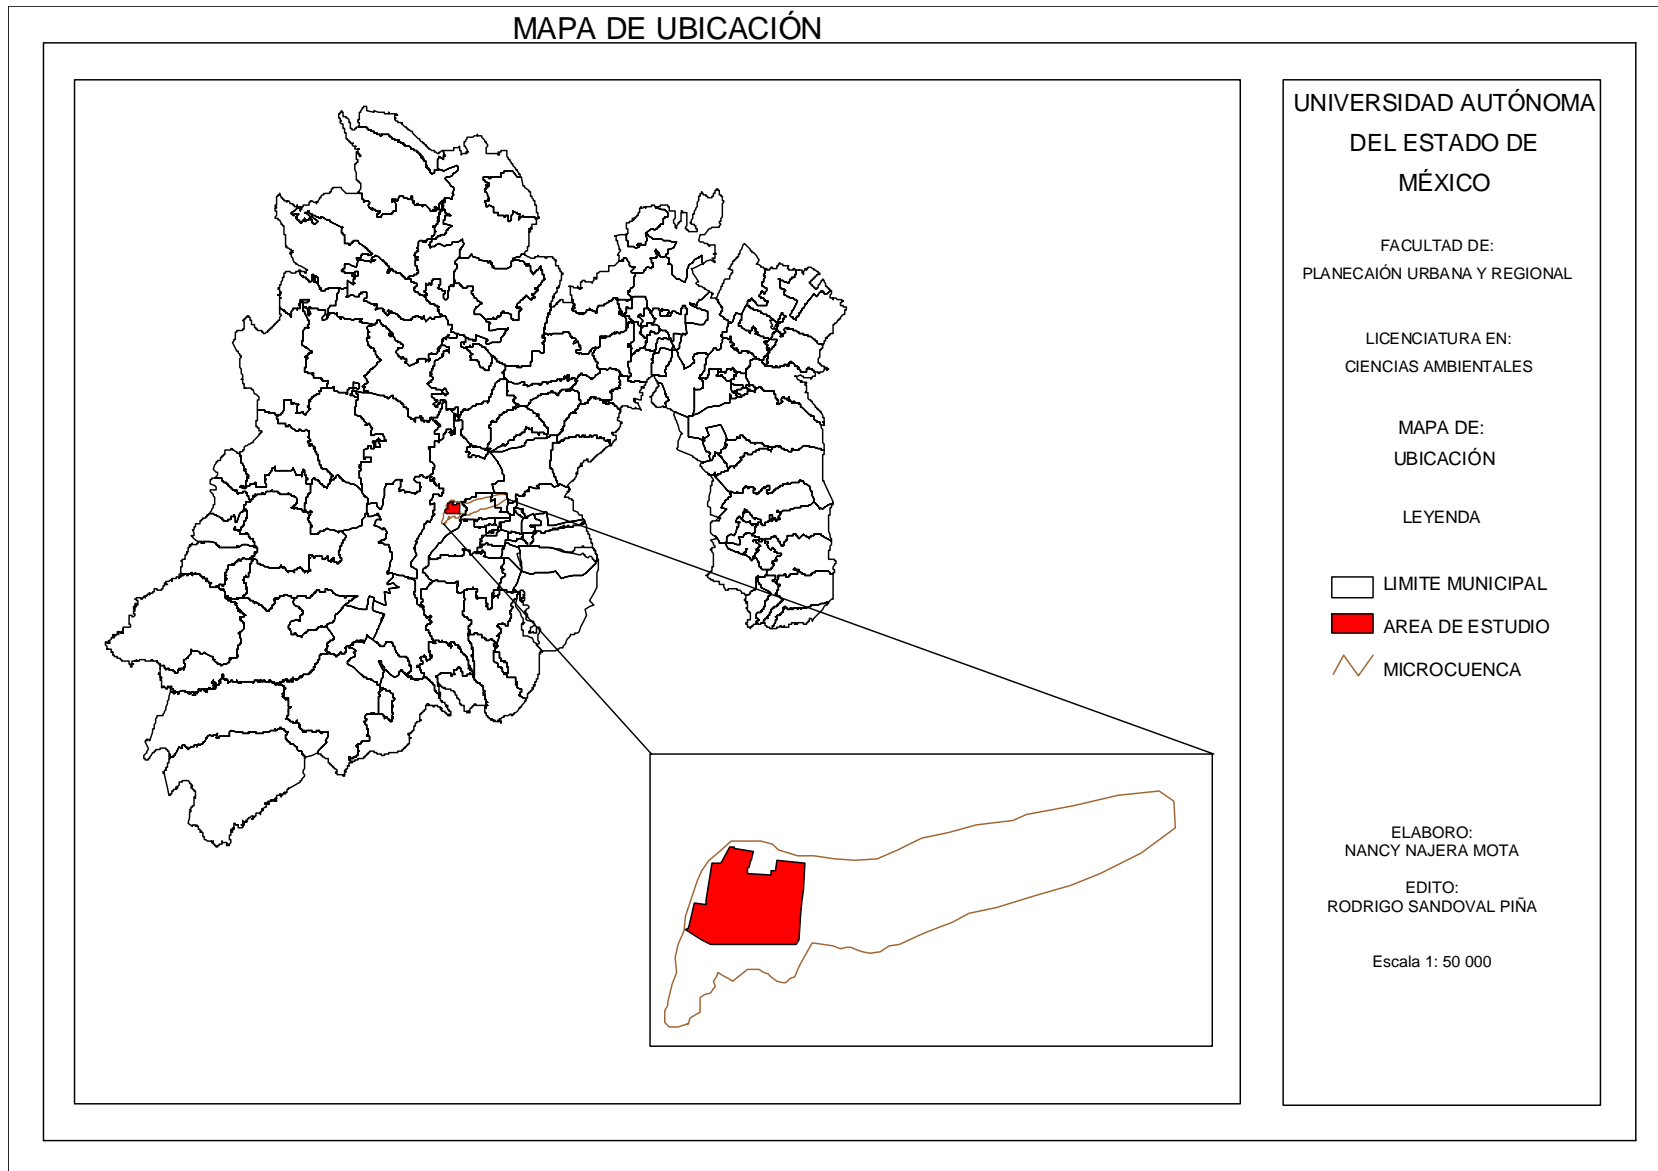 MAPA DE UBICACIÓN
UNIVERSIDAD AUTÓNOMA
DEL ESTADO DE
MÉXICO
FACULTAD DE:
PLANECAIÓN URBANA Y REGIONAL
LICENCIATURA EN:
CIENCIAS AMBIENTALES
MAPA DE:
UBICACIÓN
LEYENDA
LIMITE MUNICIPAL
AREA DE ESTUDIO
MICROCUENCA
ELABORO:
NANCY NAJERA MOTA
EDITO:
RODRIGO SANDOVAL PIÑA
Escala 1: 50 000